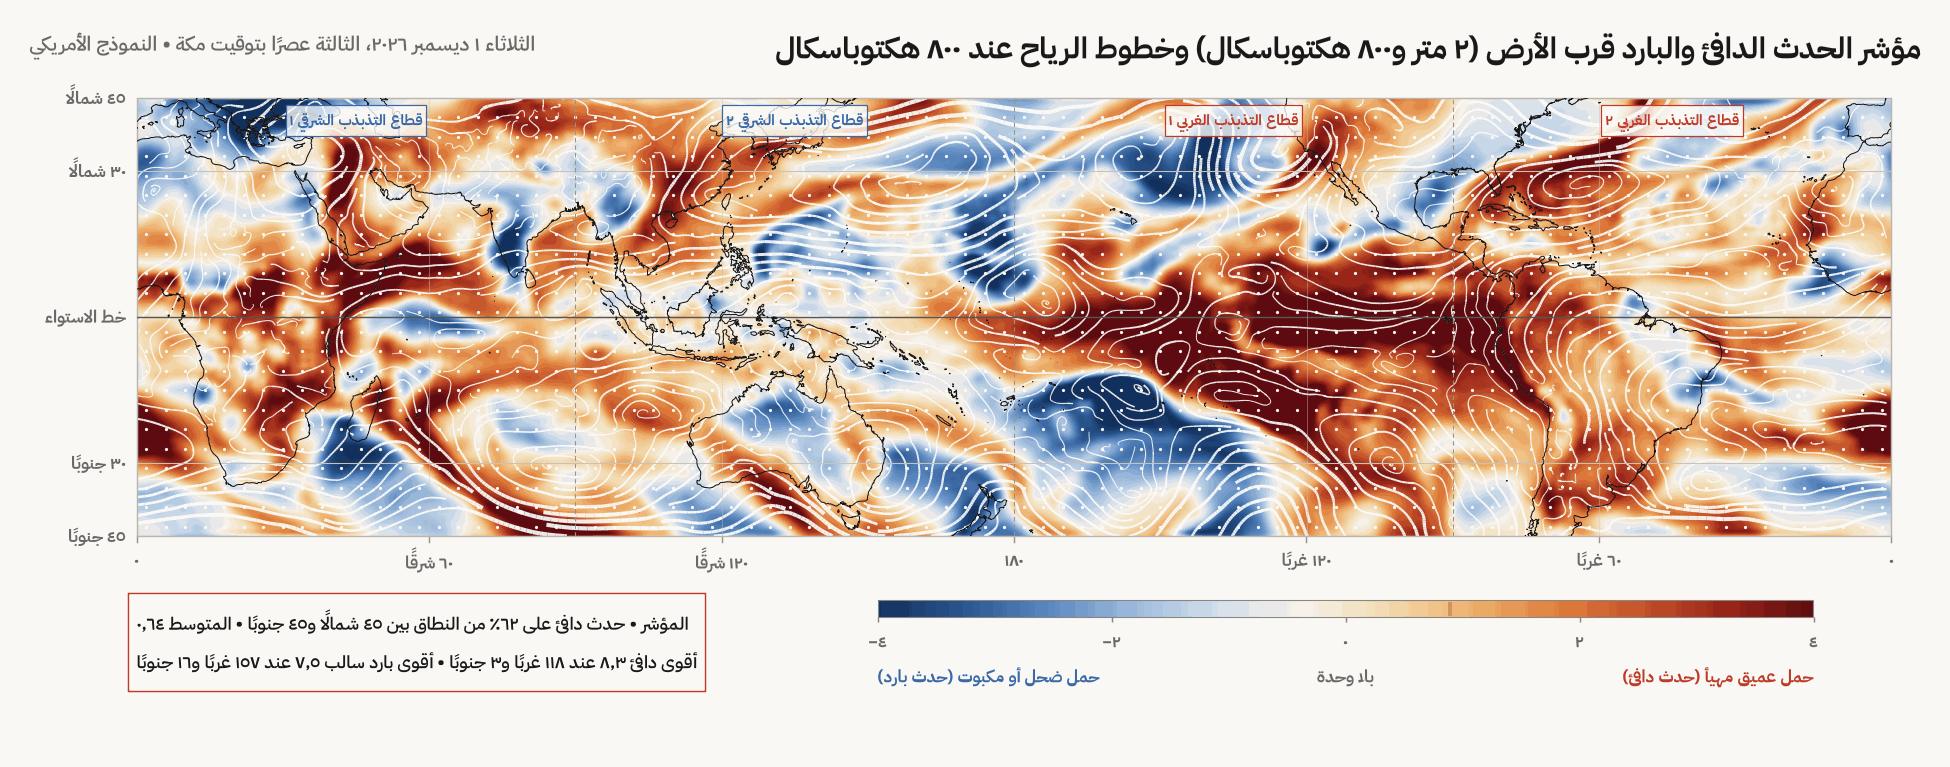 مؤشر الحدث الدافئ والبارد قرب الأرض (٢ متر و٨٠٠ هكتوباسكال) وخطوط الرياح عند ٨٠٠ هكتوباسكال
الثلاثاء ١ ديسمبر ٢٠٢٦، الثالثة عصرًا بتوقيت مكة • النموذج الأمريكي
قطاع التذبذب الشرقي ١
قطاع التذبذب الشرقي ٢
قطاع التذبذب الغربي ١
قطاع التذبذب الغربي ٢
٤٥ شمالًا
٣٠ شمالًا
خط الاستواء
٣٠ جنوبًا
٤٥ جنوبًا
٠
٦٠ شرقًا
١٢٠ شرقًا
١٨٠
١٢٠ غربًا
٦٠ غربًا
٠
المؤشر • حدث دافئ على ٦٢٪ من النطاق بين ٤٥ شمالًا و٤٥ جنوبًا • المتوسط ٠,٦٤
أقوى دافئ ٨,٣ عند ١١٨ غربًا و٣ جنوبًا • أقوى بارد سالب ٧,٥ عند ١٥٧ غربًا و١٦ جنوبًا
−٤
−٢
٠
٢
٤
حمل عميق مهيأ (حدث دافئ)
بلا وحدة
حمل ضحل أو مكبوت (حدث بارد)